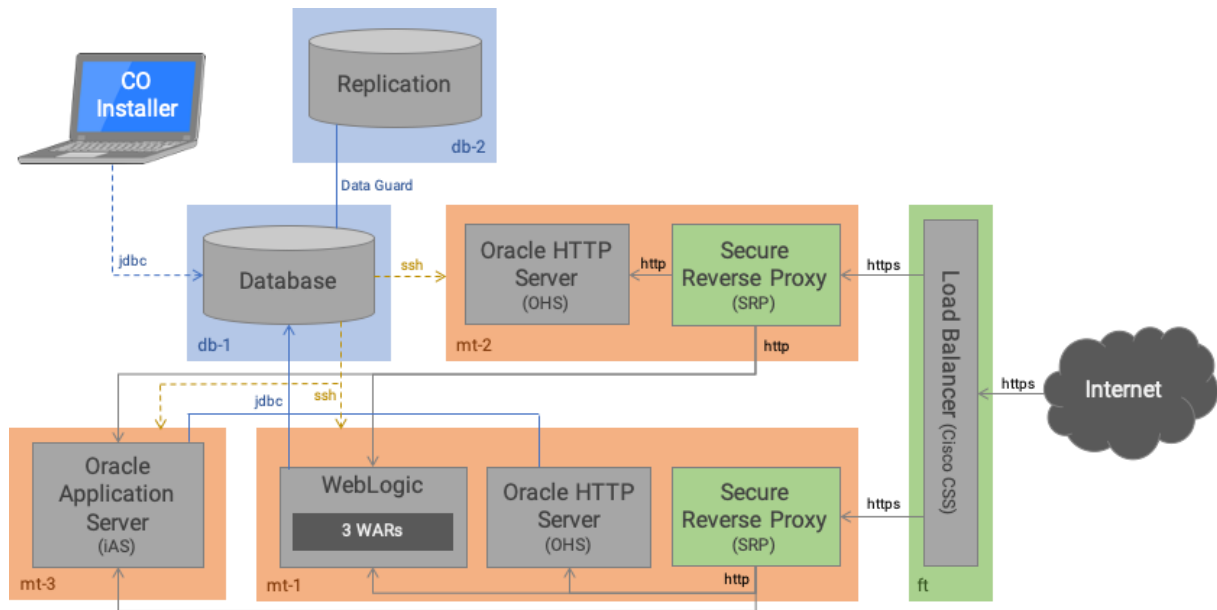 CO
Installer
Replication
db-2
Data Guard
jdbc
Database
db-1
ssh
ssh
jdbc
Oracle HTTP
Server
(OHS)
http
Secure
Reverse Proxy
(SRP)
http
mt-2
https
Load Balancer (Cisco CSS)
https
Internet
Oracle
Application
Server
(iAS)
mt-3
WebLogic
3 WARs
Oracle HTTP
Server
(OHS)
Secure
Reverse Proxy
(SRP)
http
mt-1
https
ft